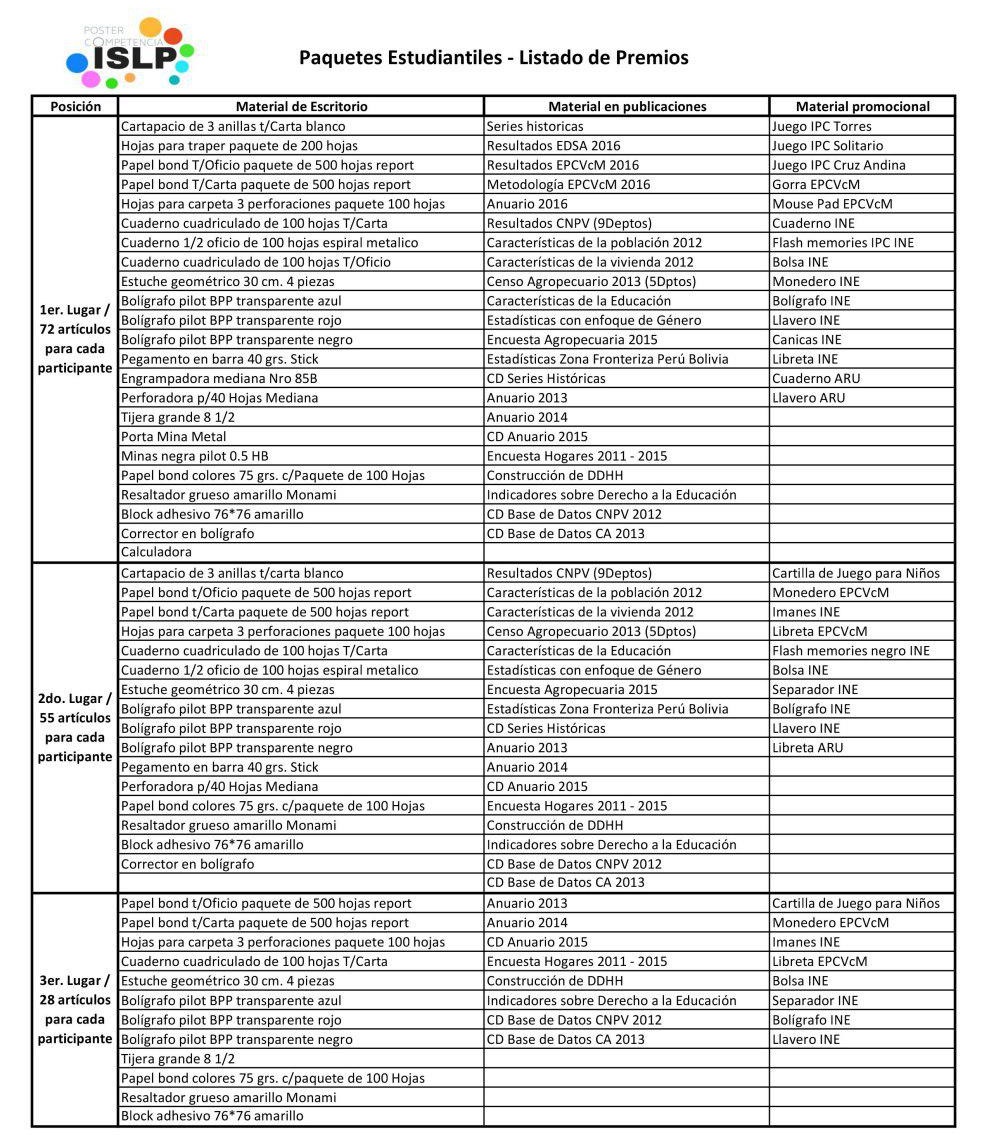 POSTER
COMPETENCIA
ISLP
Paquetes Estudiantiles - Listado de Premios
Posición Material de Escritorio Material en publicaciones Material promocional
1er. Lugar /
72 artículos
para cada
participante
Cartapacio de 3 anillas t/Carta blanco Series historicas Juego IPC Torres
Hojas para traper paquete de 200 hojas Resultados EDSA 2016 Juego IPC Solitario
Papel bond T/Oficio paquete de 500 hojas report Resultados EPCVcM 2016 Juego IPC Cruz Andina
Papel bond T/Carta paquete de 500 hojas report Metodología EPCVcM 2016 Gorra EPCVcM
Hojas para carpeta 3 perforaciones paquete 100 hojas Anuario 2016 Mouse Pad EPCVcM
Cuaderno cuadriculado de 100 hojas T/Carta Resultados CNPV (9Deptos) Cuaderno INE
Cuaderno 1/2 oficio de 100 hojas espiral metalico Características de la población 2012 Flash memories IPC INE
Cuaderno cuadriculado de 100 hojas T/Oficio Características de la vivienda 2012 Bolsa INE
Estuche geométrico 30 cm. 4 piezas Censo Agropecuario 2013 (5Dptos) Monedero INE
Bolígrafo pilot BPP transparente azul Características de la Educación Bolígrafo INE
Bolígrafo pilot BPP transparente rojo Estadísticas con enfoque de Género Llavero INE
Bolígrafo pilot BPP transparente negro Encuesta Agropecuaria 2015 Canicas INE
Pegamento en barra 40 grs. Stick Estadísticas Zona Fronteriza Perú Bolivia Libreta INE
Engrampadora mediana Nro 85B CD Series Históricas Cuaderno ARU
Perforadora p/40 Hojas Mediana Anuario 2013 Llavero ARU
Tijera grande 8 1/2 Anuario 2014
Porta Mina Metal CD Anuario 2015
Minas negra pilot 0.5 HB Encuesta Hogares 2011 - 2015
Papel bond colores 75 grs. c/Paquete de 100 Hojas Construcción de DDHH
Resaltador grueso amarillo Monami Indicadores sobre Derecho a la Educación
Block adhesivo 76*76 amarillo CD Base de Datos CNPV 2012
Corrector en bolígrafo CD Base de Datos CA 2013
Calculadora
2do. Lugar /
55 artículos
para cada
participante
Cartapacio de 3 anillas t/carta blanco Resultados CNPV (9Deptos) Cartilla de Juego para Niños
Papel bond t/Oficio paquete de 500 hojas report Características de la población 2012 Monedero EPCVcM
Papel bond t/Carta paquete de 500 hojas report Características de la vivienda 2012 Imanes INE
Hojas para carpeta 3 perforaciones paquete 100 hojas Censo Agropecuario 2013 (5Dptos) Libreta EPCVcM
Cuaderno cuadriculado de 100 hojas T/Carta Características de la Educación Flash memories negro INE
Cuaderno 1/2 oficio de 100 hojas espiral metalico Estadísticas con enfoque de Género Bolsa INE
Estuche geométrico 30 cm. 4 piezas Encuesta Agropecuaria 2015 Separador INE
Bolígrafo pilot BPP transparente azul Estadísticas Zona Fronteriza Perú Bolivia Bolígrafo INE
Bolígrafo pilot BPP transparente rojo CD Series Históricas Llavero INE
Bolígrafo pilot BPP transparente negro Anuario 2013 Libreta ARU
Pegamento en barra 40 grs. Stick Anuario 2014
Perforadora p/40 Hojas Mediana CD Anuario 2015
Papel bond colores 75 grs. c/paquete de 100 Hojas Encuesta Hogares 2011 - 2015
Resaltador grueso amarillo Monami Construcción de DDHH
Block adhesivo 76*76 amarillo Indicadores sobre Derecho a la Educación
Corrector en bolígrafo CD Base de Datos CNPV 2012
CD Base de Datos CA 2013
3er. Lugar /
28 artículos
para cada
participante
Papel bond t/Oficio paquete de 500 hojas report Anuario 2013 Cartilla de Juego para Niños
Papel bond t/Carta paquete de 500 hojas report Anuario 2014 Monedero EPCVcM
Hojas para carpeta 3 perforaciones paquete 100 hojas CD Anuario 2015 Imanes INE
Cuaderno cuadriculado de 100 hojas T/Carta Encuesta Hogares 2011 - 2015 Libreta EPCVcM
Estuche geométrico 30 cm. 4 piezas Construcción de DDHH Bolsa INE
Bolígrafo pilot BPP transparente azul Indicadores sobre Derecho a la Educación Separador INE
Bolígrafo pilot BPP transparente rojo CD Base de Datos CNPV 2012 Bolígrafo INE
Bolígrafo pilot BPP transparente negro CD Base de Datos CA 2013 Llavero INE
Tijera grande 8 1/2
Papel bond colores 75 grs. c/paquete de 100 Hojas
Resaltador grueso amarillo Monami
Block adhesivo 76*76 amarillo